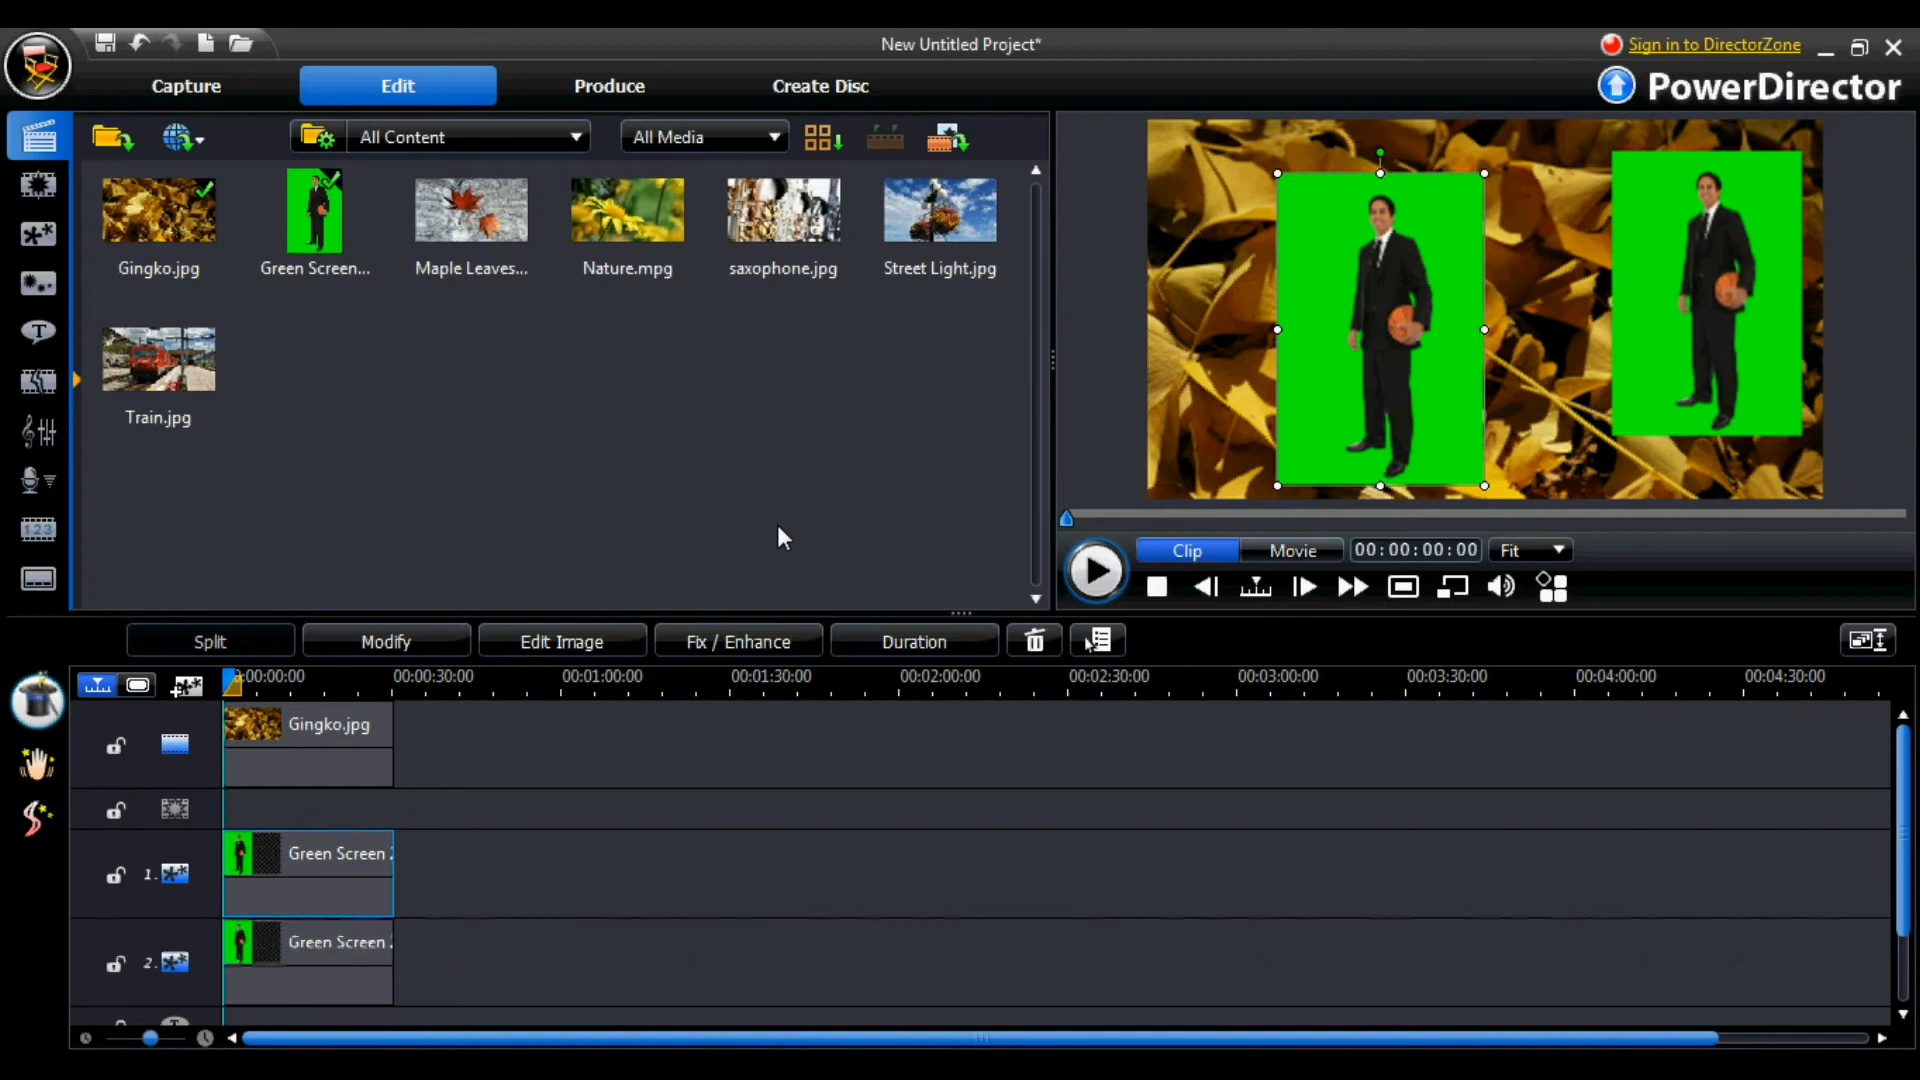 New Untitled Project*
Sign in to DirectorZone
Capture
Edit
Produce
Create Disc
PowerDirector
All Content
All Media
Gingko.jpg
Green Screen...
Maple Leaves...
Nature.mpg
saxophone.jpg
Street Light.jpg
Train.jpg
1 2 3
Clip
Movie
00:00:00:00
Fit
Split
Modify
Edit Image
Fix / Enhance
Duration
0:00:00:00
00:00:30:00
00:01:00:00
00:01:30:00
00:02:00:00
00:02:30:00
00:03:00:00
00:03:30:00
00:04:00:00
00:04:30:00
Gingko.jpg
1.
Green Screen
2.
Green Screen